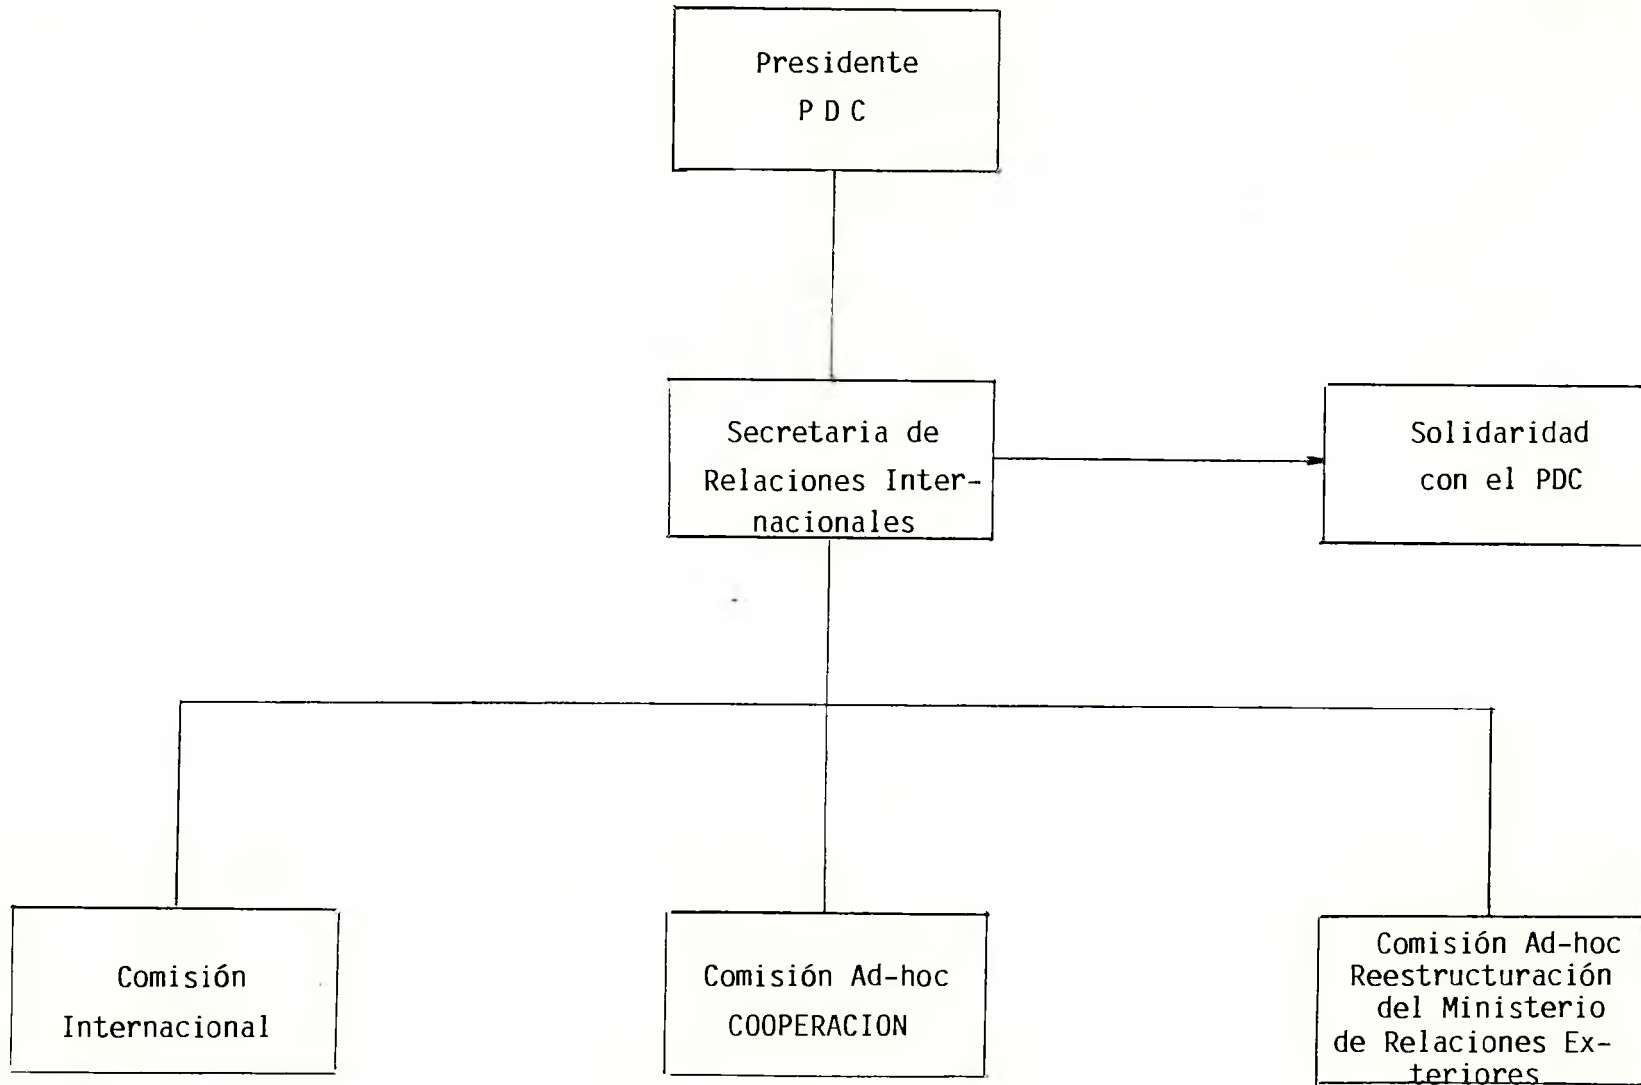 Presidente
P D C
Secretaria de
Relaciones Inter-
nacionales
Solidaridad
con el PDC
Comisión
Internacional
Comisión Ad-hoc
COOPERACION
Comisión Ad-hoc
Reestructuración
del Ministerio
de Relaciones Ex-
teriores